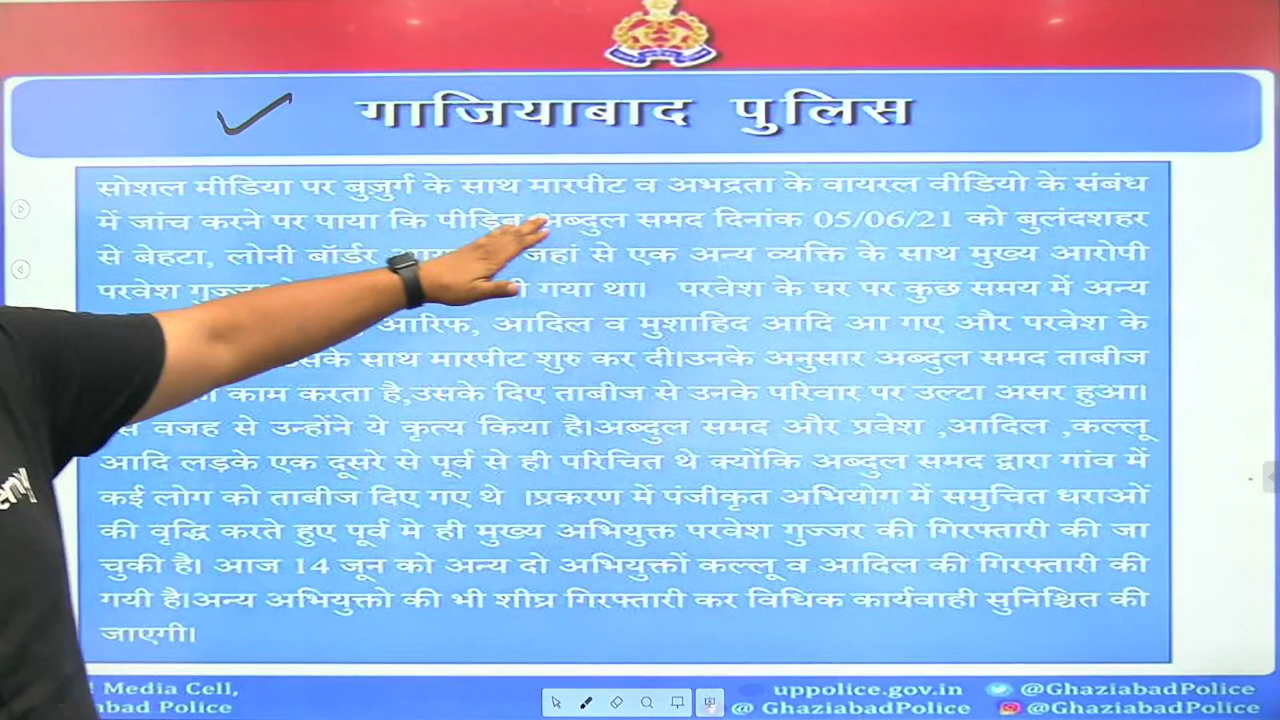 गाजियाबाद पुलिस
सोशल मीडिया पर बुजुर्ग के साथ मारपीट व अभद्रता के वायरल वीडियो के संबंध
में जांच करने पर पाया कि पीडित अब्दुल समद दिनांक 05/06/21 को बुलंदशहर
से बेहटा, लोनी बॉर्डर जहां से एक अन्य व्यक्ति के साथ मुख्य आरोपी
परवेश गुज्जर गया था। परवेश के घर पर कुछ समय में अन्य
आरिफ, आदिल व मुशाहिद आदि आ गए और परवेश के
साथ मारपीट शुरु कर दी।उनके अनुसार अब्दुल समद ताबीज
काम करता है,उसके दिए ताबीज से उनके परिवार पर उल्टा असर हुआ।
वजह से उन्होंने ये कृत्य किया है।अब्दुल समद और प्रवेश ,आदिल ,कल्लू
आदि लड़के एक दूसरे से पूर्व से ही परिचित थे क्योंकि अब्दुल समद द्वारा गांव में
कई लोग को ताबीज दिए गए थे ।प्रकरण में पंजीकृत अभियोग में समुचित धराओं
की वृद्धि करते हुए पूर्व मे ही मुख्य अभियुक्त परवेश गुज्जर की गिरफ्तारी की जा
चुकी है। आज 14 जून को अन्य दो अभियुक्तों कल्लू व आदिल की गिरफ्तारी की
गयी है।अन्य अभियुक्तो की भी शीघ्र गिरफ्तारी कर विधिक कार्यवाही सुनिश्चित की
जाएगी।
Media Cell,
Police
uppolice.gov.in @GhaziabadPolice
@ GhaziabadPolice @GhaziabadPolice